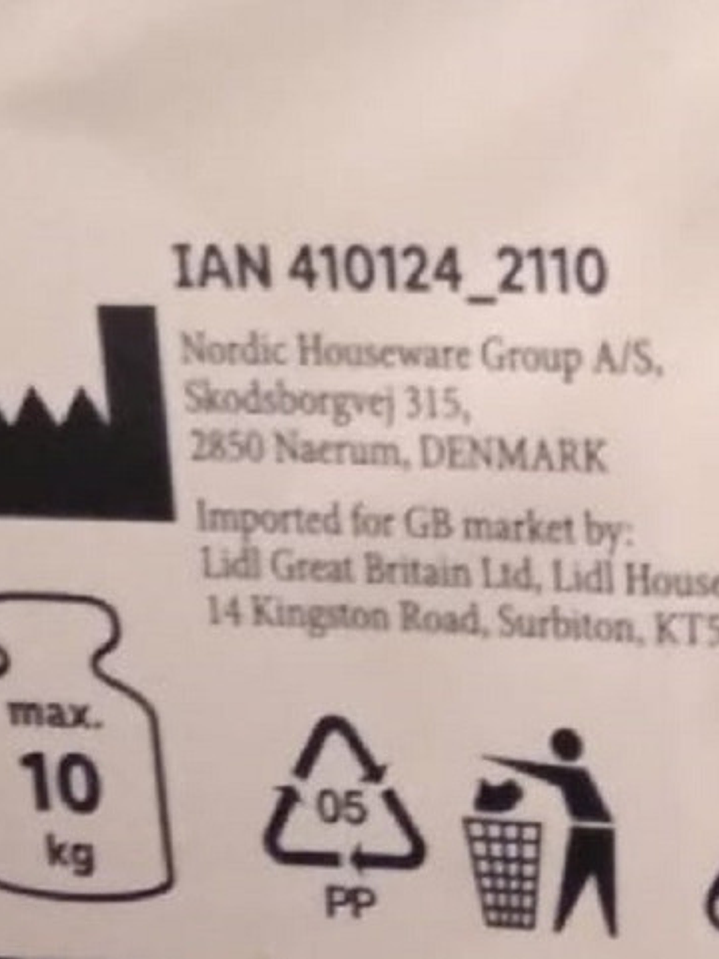 IAN 410124_2110
Nordic Houseware Group A/S,
Skodsborgvej 315,
2850 Naerum, DENMARK
Imported for GB market by:
Lidl Great Britain Ltd, Lidl House
14 Kingston Road, Surbiton, KT5
max.
10
kg
05
PP